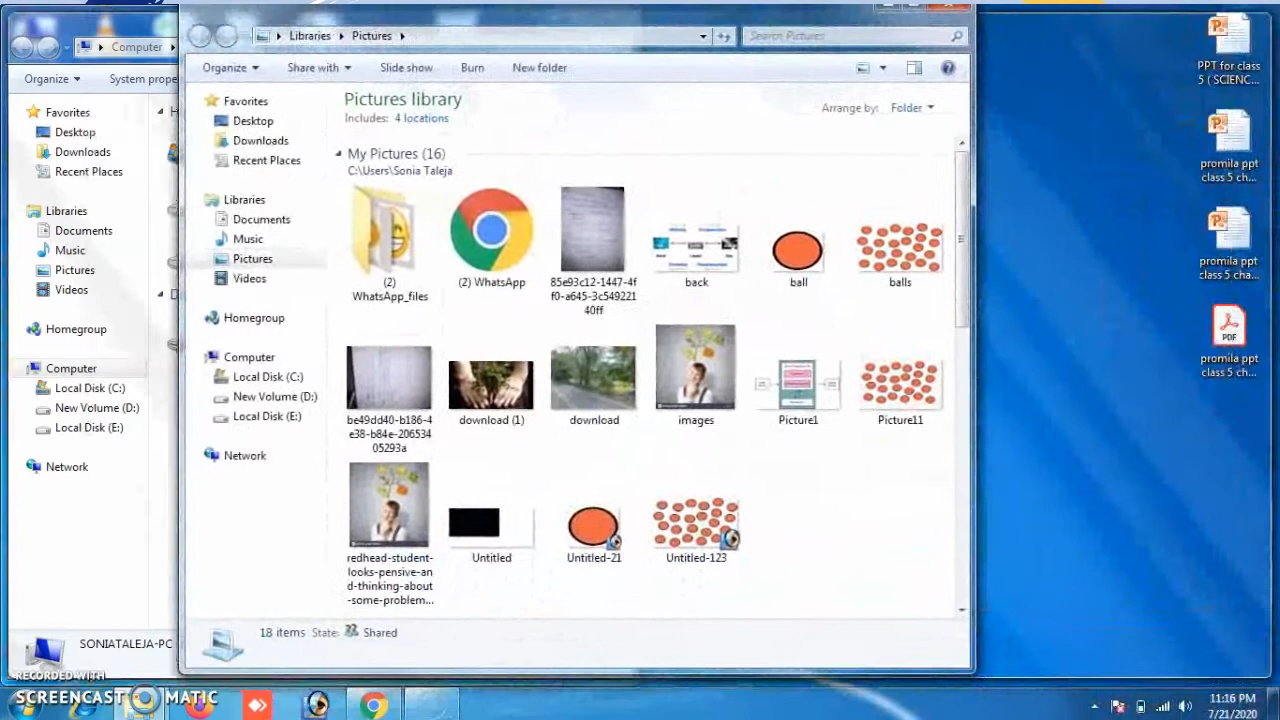 Computer
Organize
System prope
Favorites
Desktop
Downloads
Recent Places
Libraries
Documents
Music
Pictures
Videos
Homegroup
Computer
Local Disk (C:)
New Volume (D:)
Local Disk (E:)
Network
SONIATALEJA-PC
Libraries
Pictures
Search Pictures
Organize
Share with
Slide show
Burn
New folder
Favorites
Desktop
Downloads
Recent Places
Libraries
Documents
Music
Pictures
Videos
Homegroup
Computer
Local Disk (C:)
New Volume (D:)
Local Disk (E:)
Network
Pictures library
Includes: 4 locations
Arrange by: Folder
My Pictures (16)
C:\Users\Sonia Taleja
(2)
WhatsApp_files
(2) WhatsApp
85e93c12-1447-4f
f0-a645-3c549221
40ff
back
ball
balls
be49dd40-b186-4
e38-b84e-206534
05293a
download (1)
download
images
Picture1
Picture11
redhead-student-
looks-pensive-an
d-thinking-about
-some-problem...
Untitled
Untitled-21
Untitled-123
18 items State: Shared
PPT for class
5 ( SCIENC...
promila ppt
class 5 ch...
promila ppt
class 5 cha...
PDF
promila ppt
class 5 ch...
RECORDED WITH
SCREENCAST MATIC
11:16 PM
7/21/2020